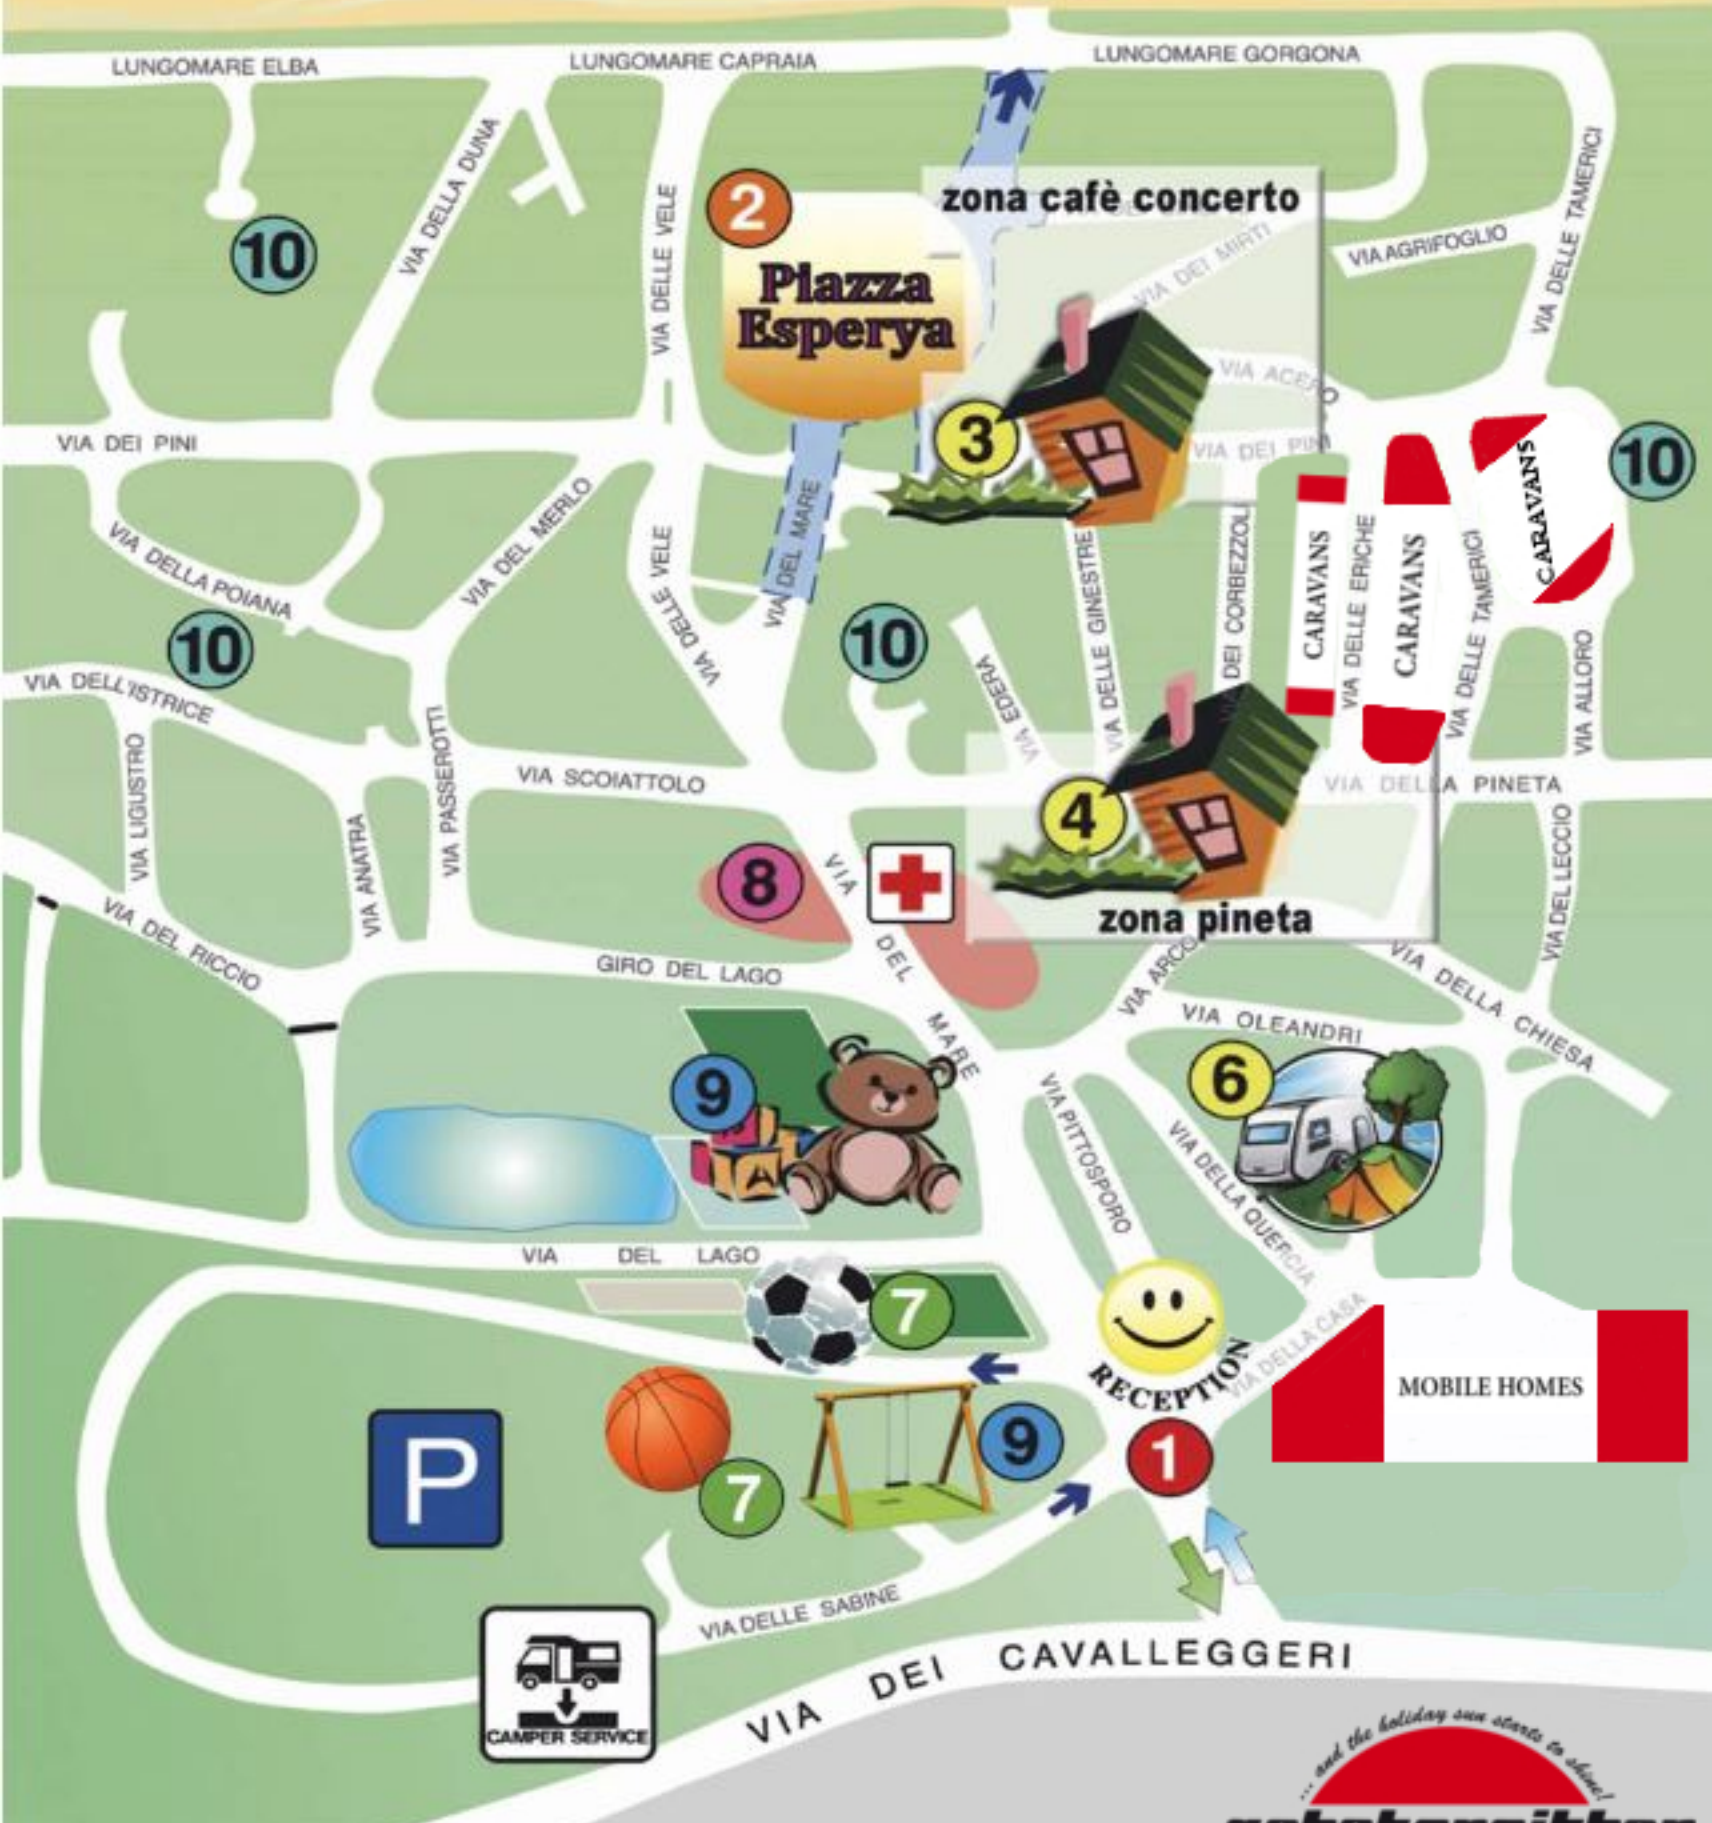 LUNGOMARE ELBA
LUNGOMARE CAPRAIA
LUNGOMARE GORGONA
VIA DELLA DUNA
VIA DELLE VELE
2
Piazza
Esperya
zona cafè concerto
VIA DEI MIRTI
VIA AGRIFOGLIO
VIA DELLE TAMERICI
10
VIA ACERO
3
VIA DEI PINI
VIA DEI PINI
10
CARAVANS
VIA DELLE ERICHE
CARAVANS
CARAVANS
VIA DELLA POIANA
VIA DEL MERLO
VIA DELLE VELE
VIA DEL MARE
10
10
VIA EDERA
VIA DELLE GINESTRE
DEI CORBEZZOLI
VIA DELLE TAMERICI
VIA ALLORO
VIA DELL'ISTRICE
VIA LIGUSTRO
VIA ANATRA
VIA PASSEROTTI
VIA SCOIATTOLO
VIA DELLA PINETA
4
zona pineta
8
VIA DEL MARE
VIA DEL LECCIO
VIA DEL RICCIO
GIRO DEL LAGO
VIA ARCO
VIA DELLA CHIESA
VIA OLEANDRI
6
9
A
VIA PITTOSPORO
VIA DELLA QUERCIA
VIA DEL LAGO
7
RECEPTION
VIA DELLA CASA
MOBILE HOMES
P
7
9
1
VIA DELLE SABINE
CAMPER SERVICE
VIA DEI CAVALLEGGERI
... and the holiday sun starts to shine!